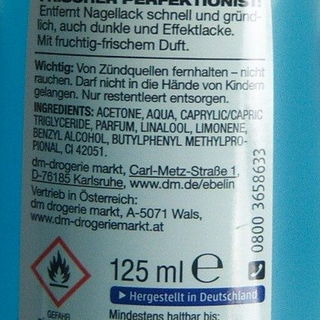 FRISCHER PERFEKTIONIST:
Entfernt Nagellack schnell und gründ-
lich, auch dunkle und Effektlacke.
Mit fruchtig-frischem Duft.
Wichtig: Von Zündquellen fernhalten – nicht
rauchen. Darf nicht in die Hände von Kindern
gelangen. Nur restentleert entsorgen.
INGREDIENTS: ACETONE, AQUA, CAPRYLIC/CAPRIC
TRIGLYCERIDE, PARFUM, LINALOOL, LIMONENE,
BENZYL ALCOHOL, BUTYLPHENYL METHYLPRO-
PIONAL, CI 42051.
dm-drogerie markt, Carl-Metz-Straße 1,
D-76185 Karlsruhe, www.dm.de/ebelin
Vertrieb in Österreich:
dm drogerie markt, A-5071 Wals,
www.dm-drogeriemarkt.at
0800 3658633
125 ml e
Hergestellt in Deutschland
GEFAHR
Mindestens haltbar bis: